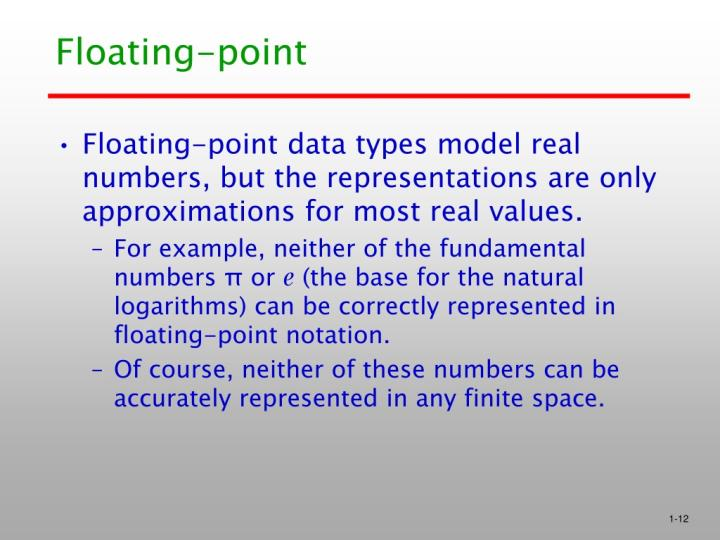 Floating-point
• Floating-point data types model real
numbers, but the representations are only
approximations for most real values.
– For example, neither of the fundamental
numbers π or e (the base for the natural
logarithms) can be correctly represented in
floating-point notation.
– Of course, neither of these numbers can be
accurately represented in any finite space.
1-12